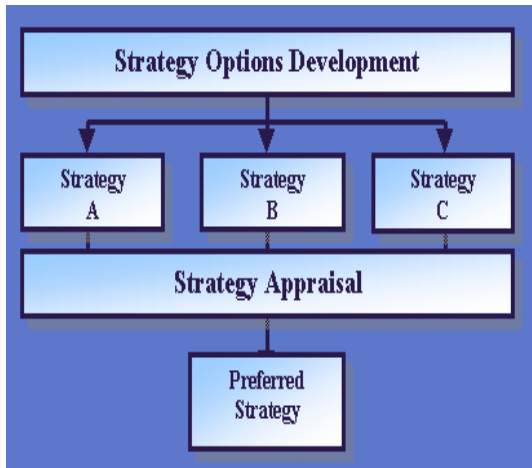 Strategy Options Development
Strategy
A
Strategy
B
Strategy
C
Strategy Appraisal
Preferred
Strategy